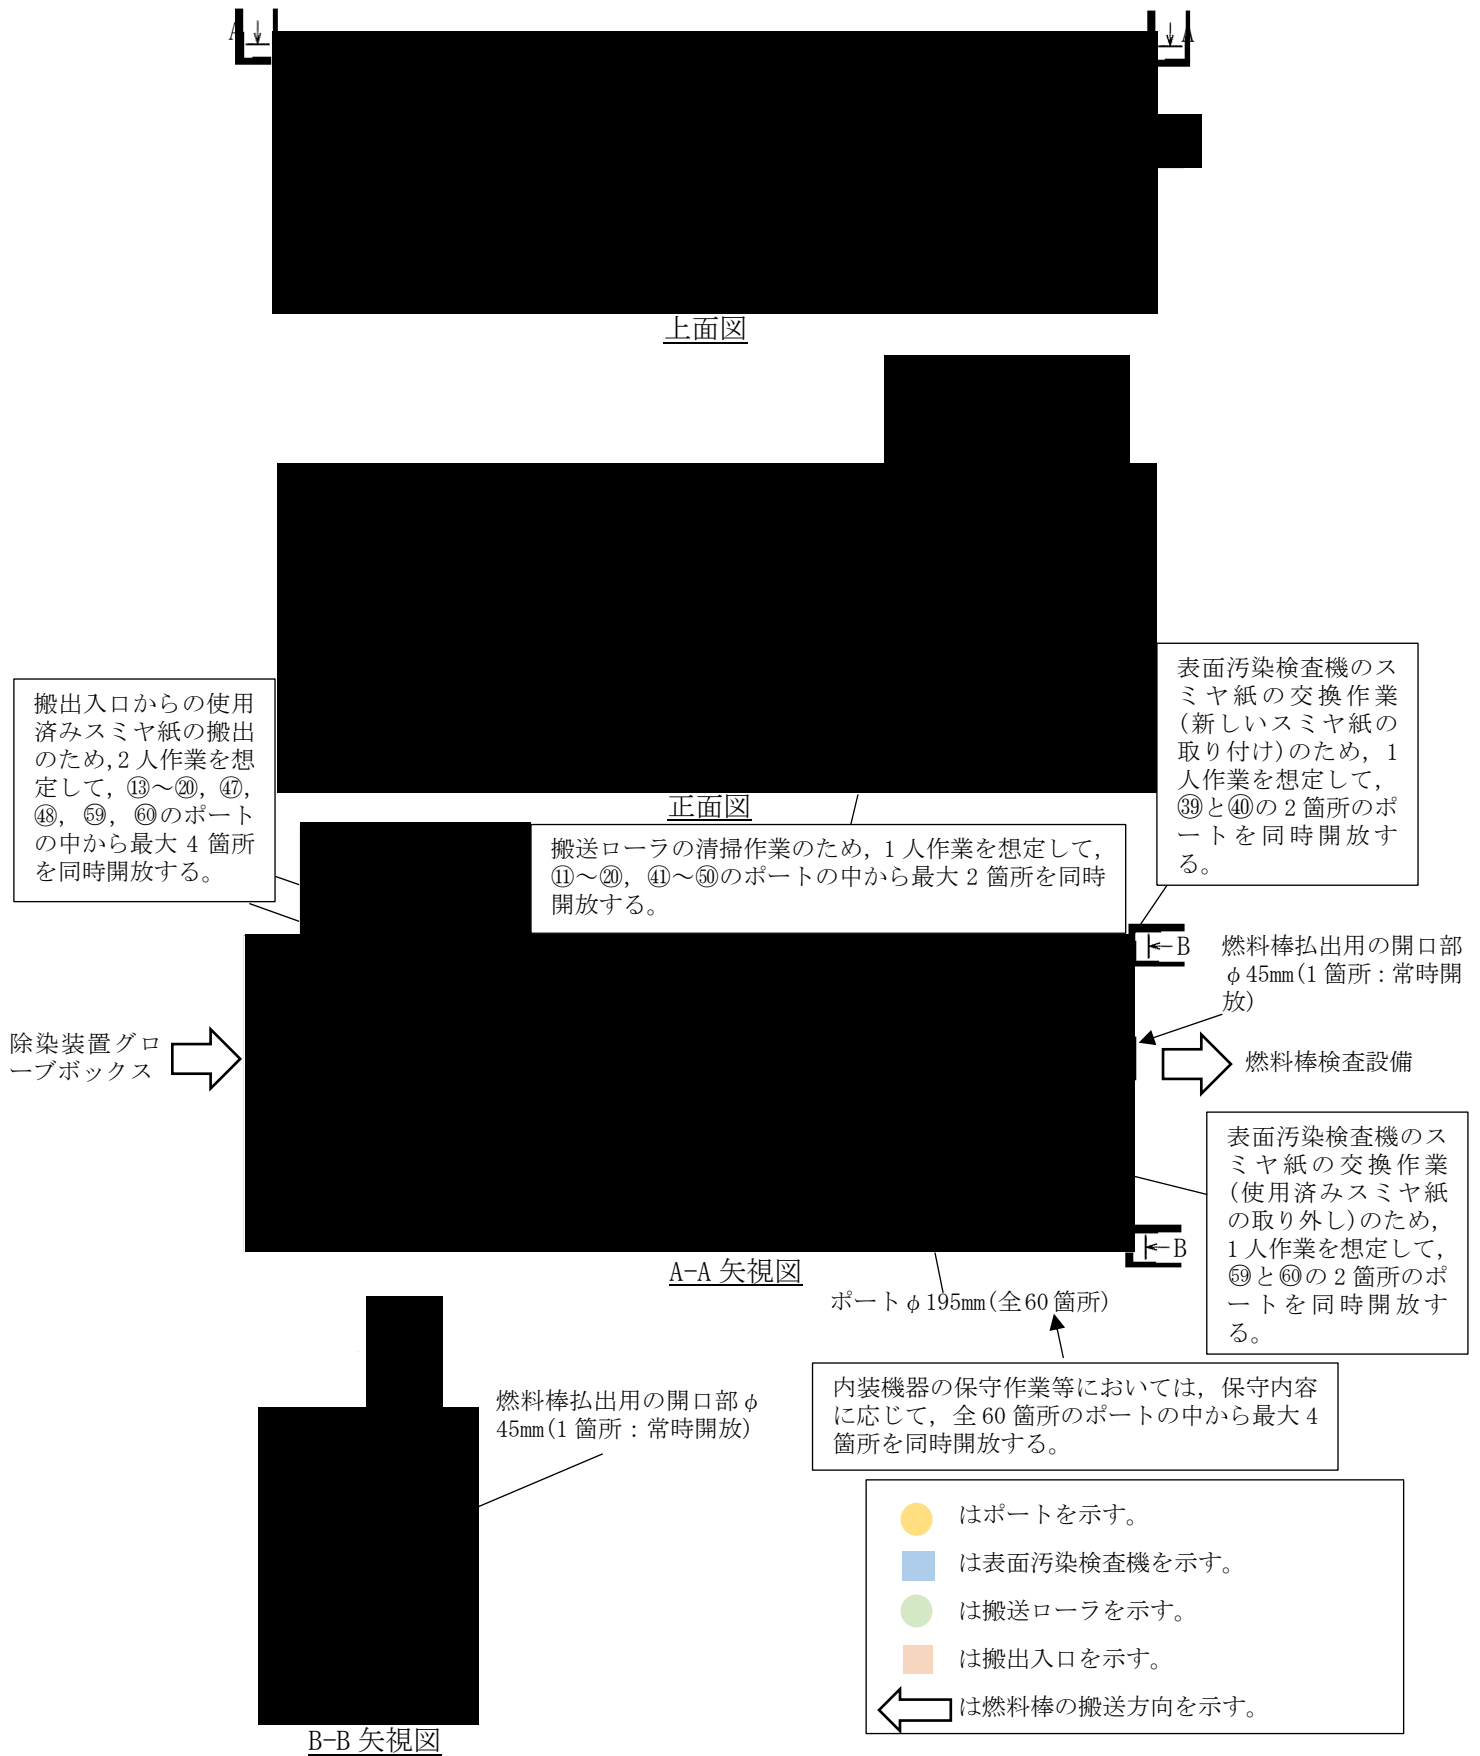 A
A
上面図
正面図
搬出入口からの使用
済みスミヤ紙の搬出
のため,2人作業を想
定して，⑬～⑳，㊼，
㊽，59，60のポート
の中から最大4箇所
を同時開放する。
搬送ローラの清掃作業のため，1人作業を想定して，
⑪～⑳，㊶～㊿のポートの中から最大2箇所を同時
開放する。
表面汚染検査機のス
ミヤ紙の交換作業
(新しいスミヤ紙の
取り付け)のため，1
人作業を想定して，
㊴と㊵の2箇所のポ
ートを同時開放す
る。
B
燃料棒払出用の開口部
φ45mm(1箇所：常時開
放)
除染装置グロ
ーブボックス
燃料棒検査設備
表面汚染検査機のス
ミヤ紙の交換作業
(使用済みスミヤ紙
の取り外し)のため，
1人作業を想定して，
59と60の2箇所のポ
ートを同時開放す
る。
B
A-A 矢視図
ポートφ195mm(全60箇所)
内装機器の保守作業等においては，保守内容
に応じて，全60箇所のポートの中から最大4
箇所を同時開放する。
燃料棒払出用の開口部φ
45mm(1箇所：常時開放)
B-B 矢視図
はポートを示す。
は表面汚染検査機を示す。
は搬送ローラを示す。
は搬出入口を示す。
は燃料棒の搬送方向を示す。